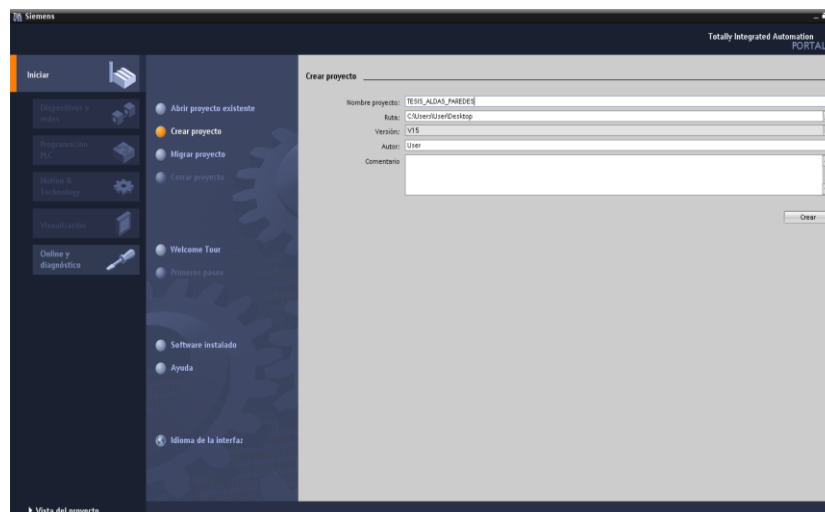 Siemens
Totally Integrated Automation
PORTAL
Iniciar
Dispositivos y
redes
Programación
PLC
Motion &
Technology
Visualización
Online y
diagnóstico
Abrir proyecto existente
Crear proyecto
Migrar proyecto
Cerrar proyecto
Welcome Tour
Primeros pasos
Software instalado
Ayuda
Idioma de la interfaz
Crear proyecto
Nombre proyecto: TESIS_ALDAS_PAREDES
Ruta: C:\Users\User\Desktop
Versión: V15
Autor: User
Comentario
Crear
Vista del proyecto